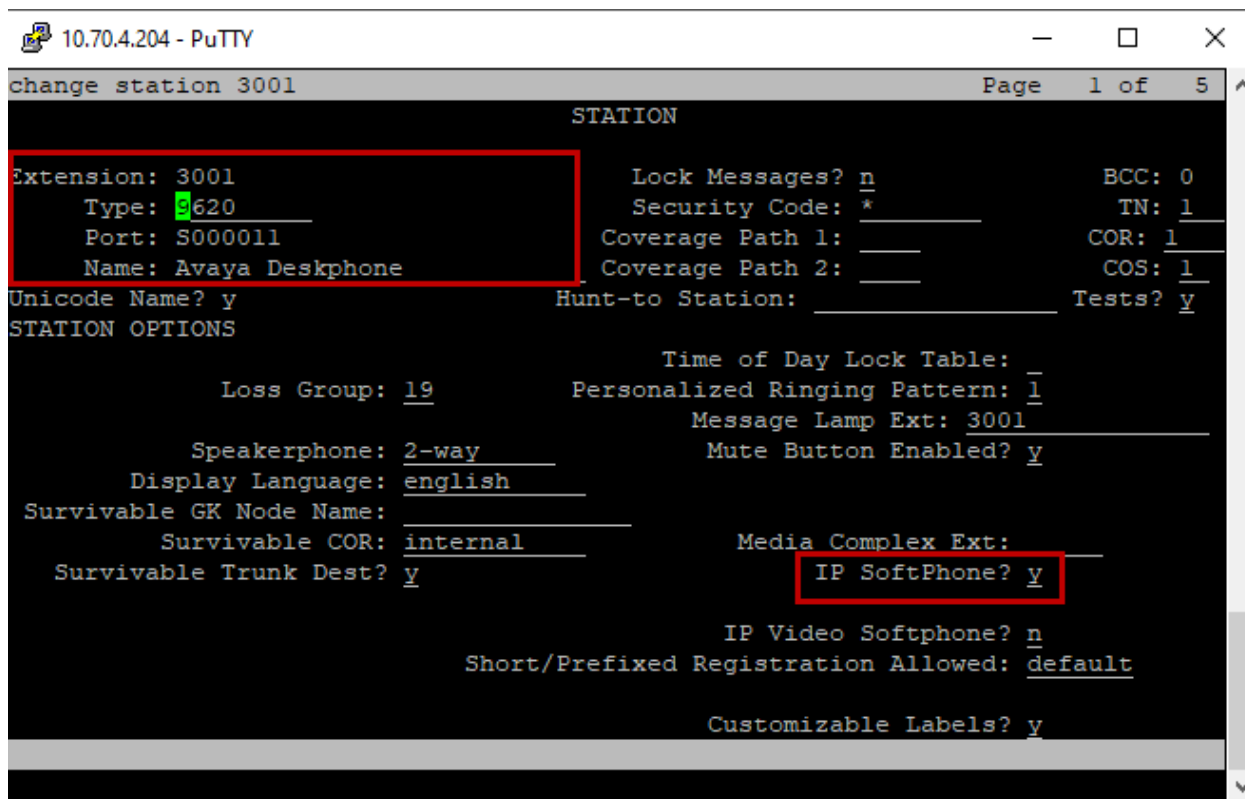 10.70.4.204 - PuTTY
change station 3001 Page 1 of 5
STATION
Extension: 3001 Lock Messages? n BCC: 0
Type: 9620 Security Code: * TN: 1
Port: S000011 Coverage Path 1: COR: 1
Name: Avaya Deskphone Coverage Path 2: COS: 1
Unicode Name? y Hunt-to Station: Tests? y
STATION OPTIONS
Time of Day Lock Table:
Loss Group: 19 Personalized Ringing Pattern: 1
Message Lamp Ext: 3001
Speakerphone: 2-way Mute Button Enabled? y
Display Language: english
Survivable GK Node Name:
Survivable COR: internal Media Complex Ext:
Survivable Trunk Dest? y IP SoftPhone? y
IP Video Softphone? n
Short/Prefixed Registration Allowed: default
Customizable Labels? y